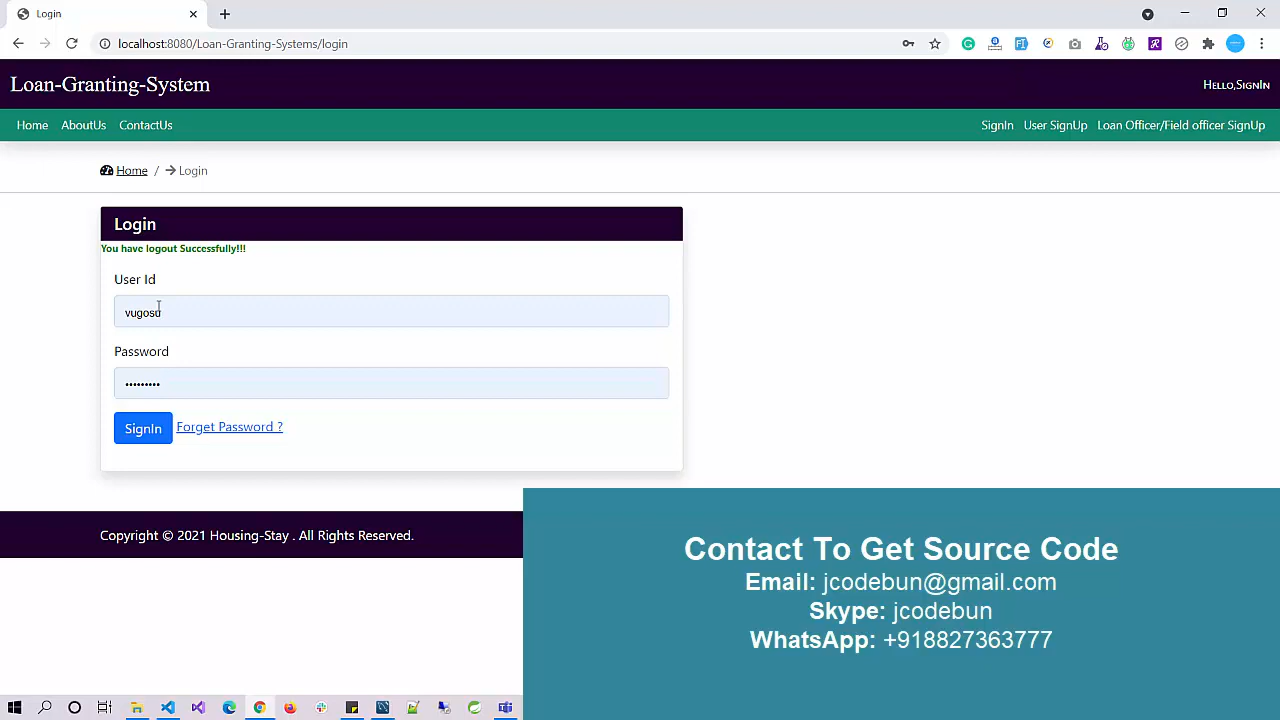 Login
localhost:8080/Loan-Granting-Systems/login
Loan-Granting-System
Hello,SignIn
Home AboutUs ContactUs
SignIn User SignUp Loan Officer/Field officer SignUp
Home / Login
Login
You have logout Successfully!!!
User Id
vugosu
Password
•••••••••
SignIn Forget Password ?
Copyright © 2021 Housing-Stay . All Rights Reserved.
Contact To Get Source Code
Email: jcodebun@gmail.com
Skype: jcodebun
WhatsApp: +918827363777